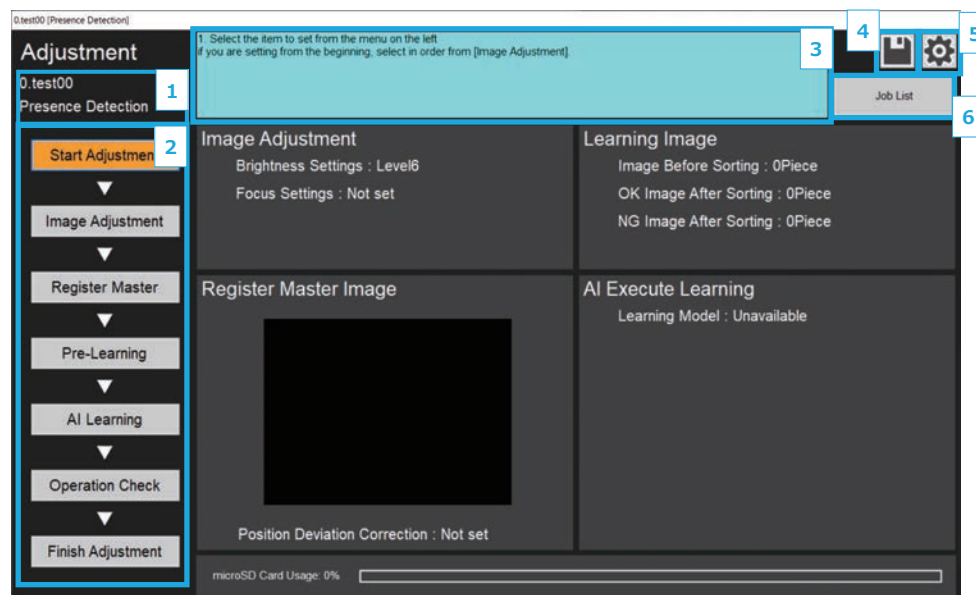 0.test00 [Presence Detection]
Adjustment
0.test00
Presence Detection
1
1. Select the item to set from the menu on the left
if you are setting from the beginning, select in order from [Image Adjustment].
3
4
5
Job List
6
2
Start Adjustment
Image Adjustment
Register Master
Pre-Learning
AI Learning
Operation Check
Finish Adjustment
Image Adjustment
Brightness Settings : Level6
Focus Settings : Not set
Learning Image
Image Before Sorting : 0Piece
OK Image After Sorting : 0Piece
NG Image After Sorting : 0Piece
Register Master Image
Position Deviation Correction : Not set
AI Execute Learning
Learning Model : Unavailable
microSD Card Usage: 0%